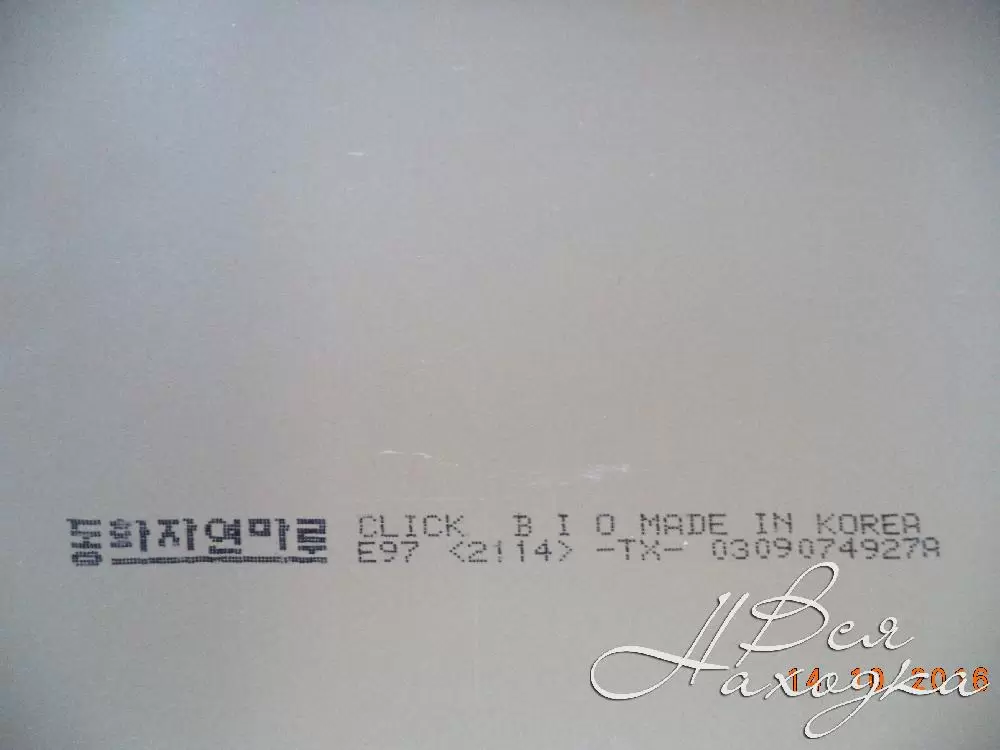 동화자연마루
CLICK B I O MADE IN KOREA
E97 <2114> -TX- 0309074927A
Вся
Находка
14 10 2016